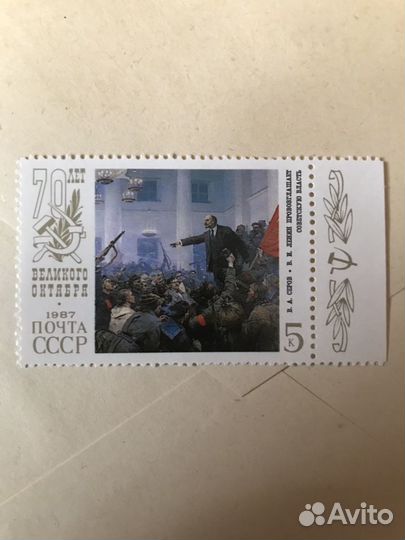 70 ЛЕТ
ВЕЛИКОГО
ОКТЯБРЯ
1987
ПОЧТА
СССР
В. А. СЕРОВ • В. И. ЛЕНИН ПРОВОЗГЛАШАЕТ
СОВЕТСКУЮ ВЛАСТЬ
5 К
Avito